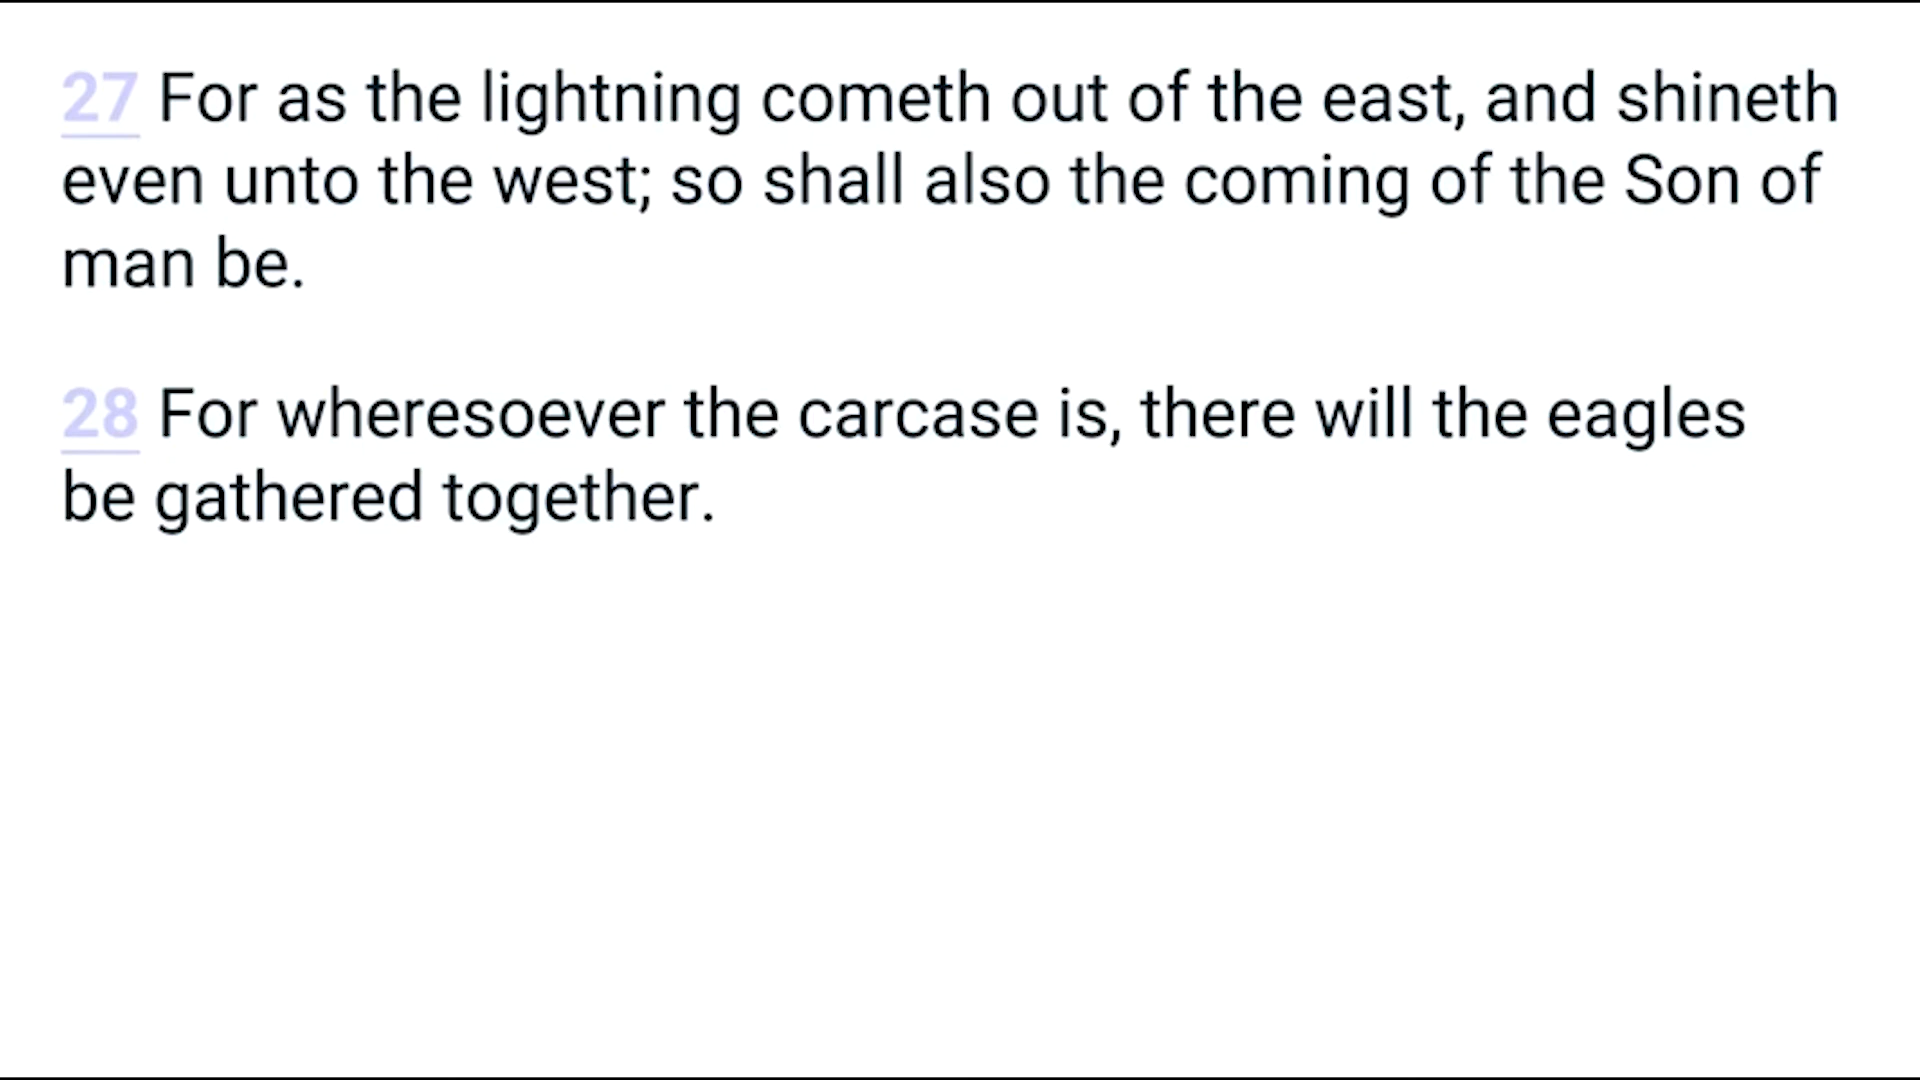 27 For as the lightning cometh out of the east, and shineth
even unto the west; so shall also the coming of the Son of
man be.
28 For wheresoever the carcase is, there will the eagles
be gathered together.